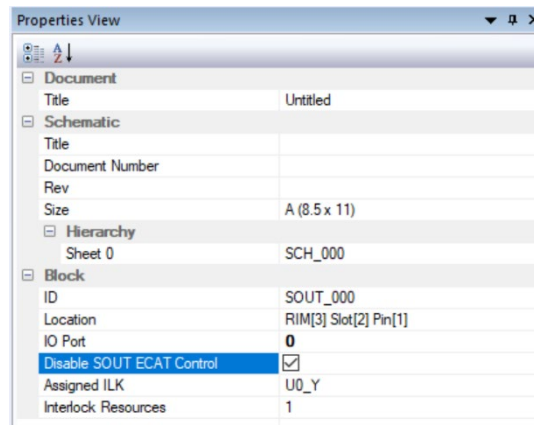 Properties View
Document
Title Untitled
Schematic
Title
Document Number
Rev
Size A (8.5 x 11)
Hierarchy
Sheet 0 SCH_000
Block
ID SOUT_000
Location RIM[3] Slot[2] Pin[1]
IO Port 0
Disable SOUT ECAT Control
Assigned ILK U0_Y
Interlock Resources 1